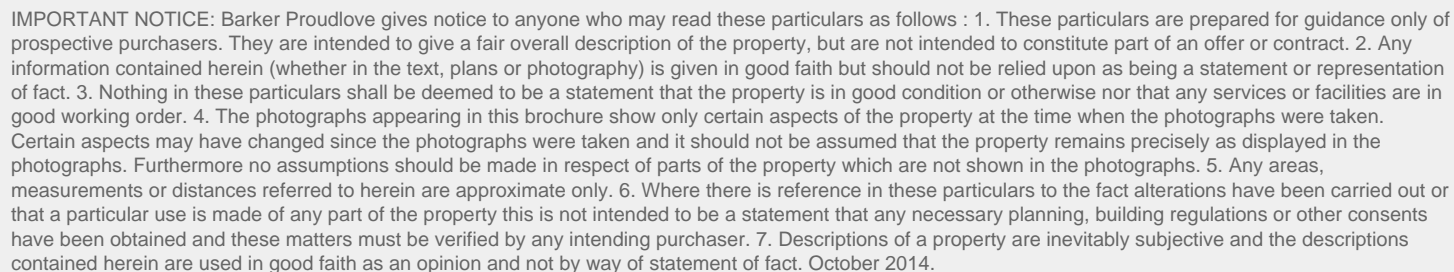 IMPORTANT NOTICE: Barker Proudlove gives notice to anyone who may read these particulars as follows : 1. These particulars are prepared for guidance only of
prospective purchasers. They are intended to give a fair overall description of the property, but are not intended to constitute part of an offer or contract. 2. Any
information contained herein (whether in the text, plans or photography) is given in good faith but should not be relied upon as being a statement or representation
of fact. 3. Nothing in these particulars shall be deemed to be a statement that the property is in good condition or otherwise nor that any services or facilities are in
good working order. 4. The photographs appearing in this brochure show only certain aspects of the property at the time when the photographs were taken.
Certain aspects may have changed since the photographs were taken and it should not be assumed that the property remains precisely as displayed in the
photographs. Furthermore no assumptions should be made in respect of parts of the property which are not shown in the photographs. 5. Any areas,
measurements or distances referred to herein are approximate only. 6. Where there is reference in these particulars to the fact alterations have been carried out or
that a particular use is made of any part of the property this is not intended to be a statement that any necessary planning, building regulations or other consents
have been obtained and these matters must be verified by any intending purchaser. 7. Descriptions of a property are inevitably subjective and the descriptions
contained herein are used in good faith as an opinion and not by way of statement of fact. October 2014.